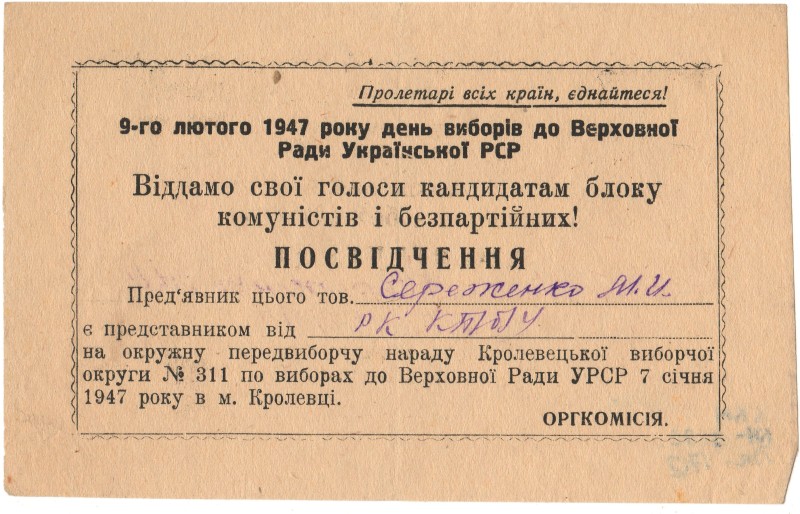 Пролетарі всіх країн, єднайтеся!
9-го лютого 1947 року день виборів до Верховної
Ради Української РСР
Віддамо свої голоси кандидатам блоку
комуністів і безпартійних!
ПОСВІДЧЕННЯ
Пред'явник цього тов. Сереженко М.И.
є представником від РК КП/б/У
на окружну передвиборчу нараду Кролевецької виборчої
округи № 311 по виборах до Верховної Ради УРСР 7 січня
1947 року в м. Кролевці.
ОРГКОМІСІЯ.